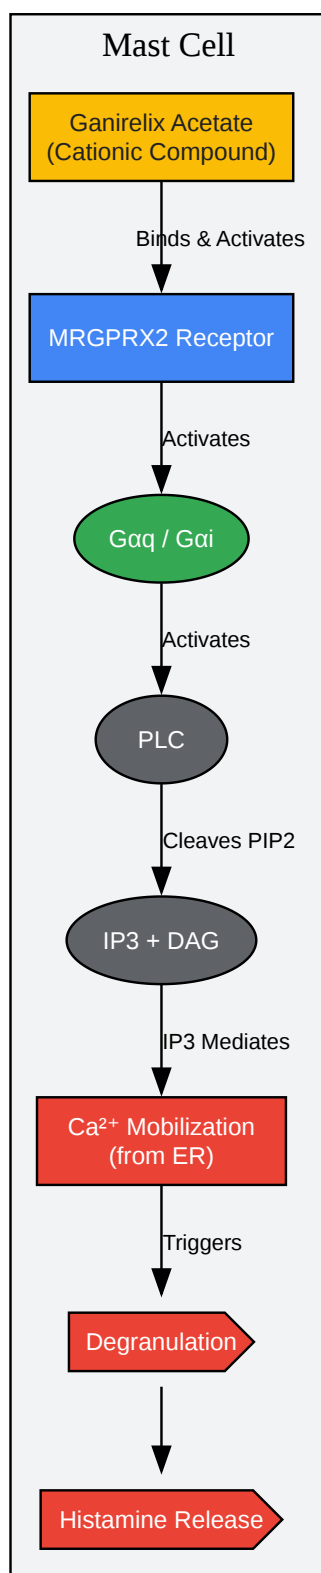 Mast Cell
Ganirelix Acetate
(Cationic Compound)
Binds & Activates
MRGPRX2 Receptor
Activates
Gαq / Gαi
Activates
PLC
Cleaves PIP2
IP3 + DAG
IP3 Mediates
Ca²⁺ Mobilization
(from ER)
Triggers
Degranulation
Histamine Release